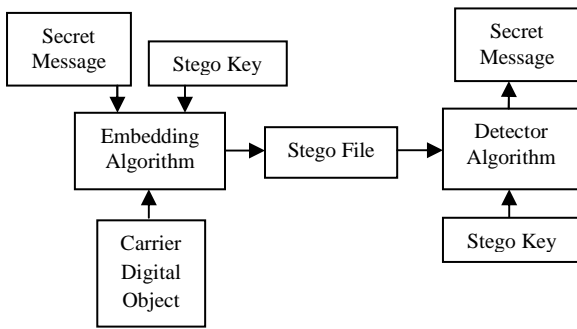 Secret
Message
Stego Key
Embedding
Algorithm
Carrier
Digital
Object
Stego File
Secret
Message
Detector
Algorithm
Stego Key